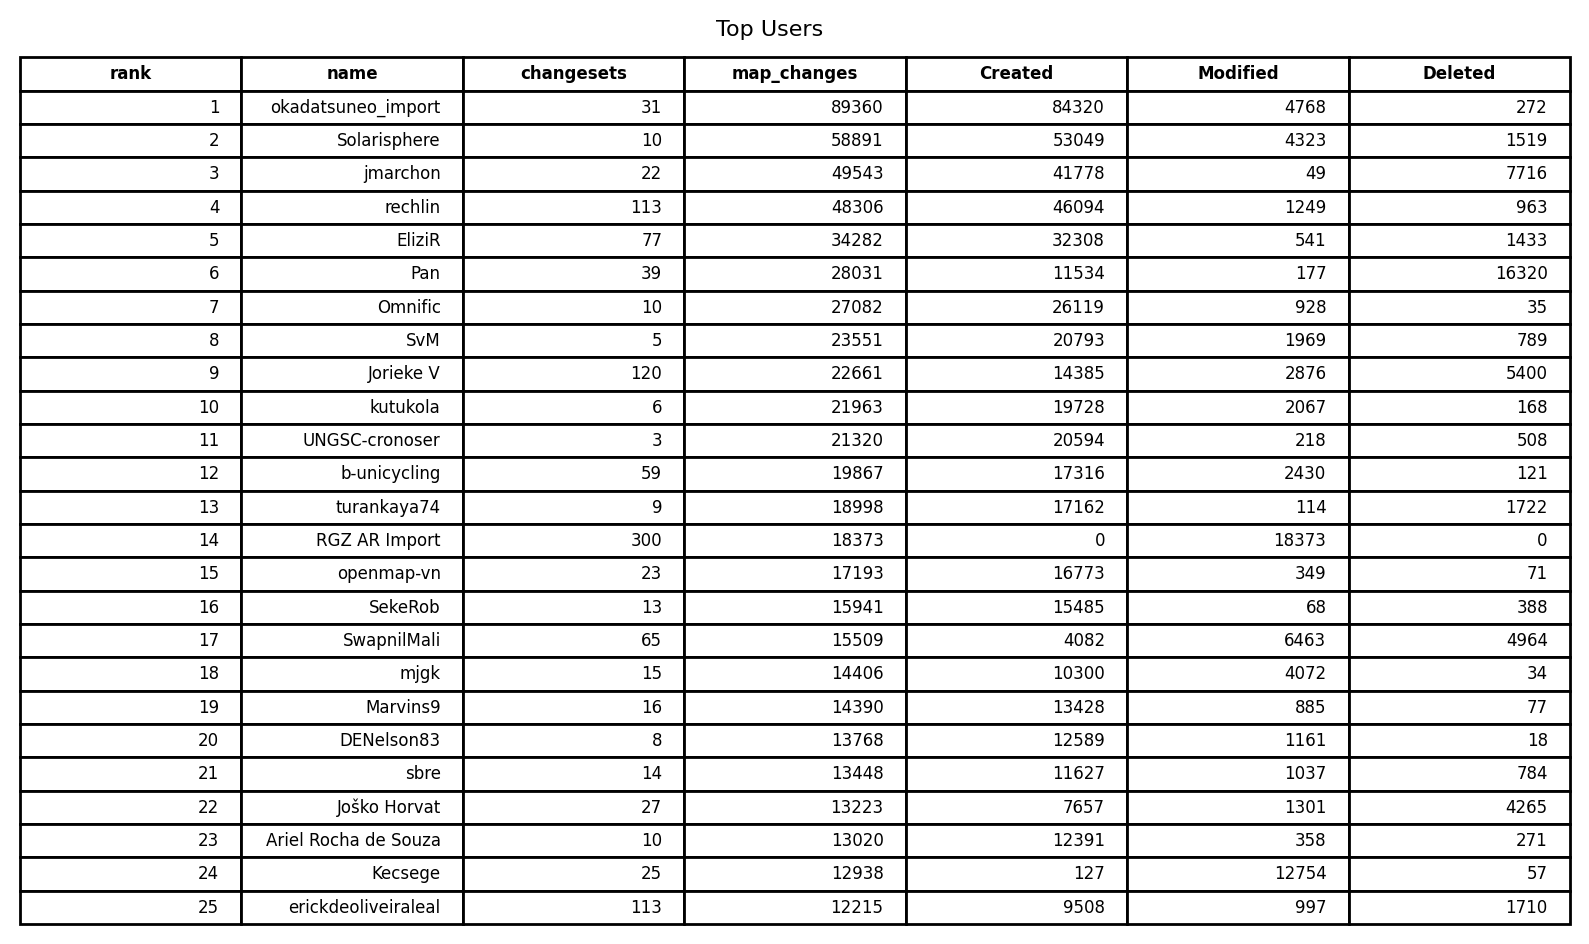 Top Users
rank name changesets map_changes Created Modified Deleted
1 okadatsuneo_import 31 89360 84320 4768 272
2 Solarisphere 10 58891 53049 4323 1519
3 jmarchon 22 49543 41778 49 7716
4 rechlin 113 48306 46094 1249 963
5 EliziR 77 34282 32308 541 1433
6 Pan 39 28031 11534 177 16320
7 Omnific 10 27082 26119 928 35
8 SvM 5 23551 20793 1969 789
9 Jorieke V 120 22661 14385 2876 5400
10 kutukola 6 21963 19728 2067 168
11 UNGSC-cronoser 3 21320 20594 218 508
12 b-unicycling 59 19867 17316 2430 121
13 turankaya74 9 18998 17162 114 1722
14 RGZ AR Import 300 18373 0 18373 0
15 openmap-vn 23 17193 16773 349 71
16 SekeRob 13 15941 15485 68 388
17 SwapnilMali 65 15509 4082 6463 4964
18 mjgk 15 14406 10300 4072 34
19 Marvins9 16 14390 13428 885 77
20 DENelson83 8 13768 12589 1161 18
21 sbre 14 13448 11627 1037 784
22 Joško Horvat 27 13223 7657 1301 4265
23 Ariel Rocha de Souza 10 13020 12391 358 271
24 Kecsege 25 12938 127 12754 57
25 erickdeoliveiraleal 113 12215 9508 997 1710